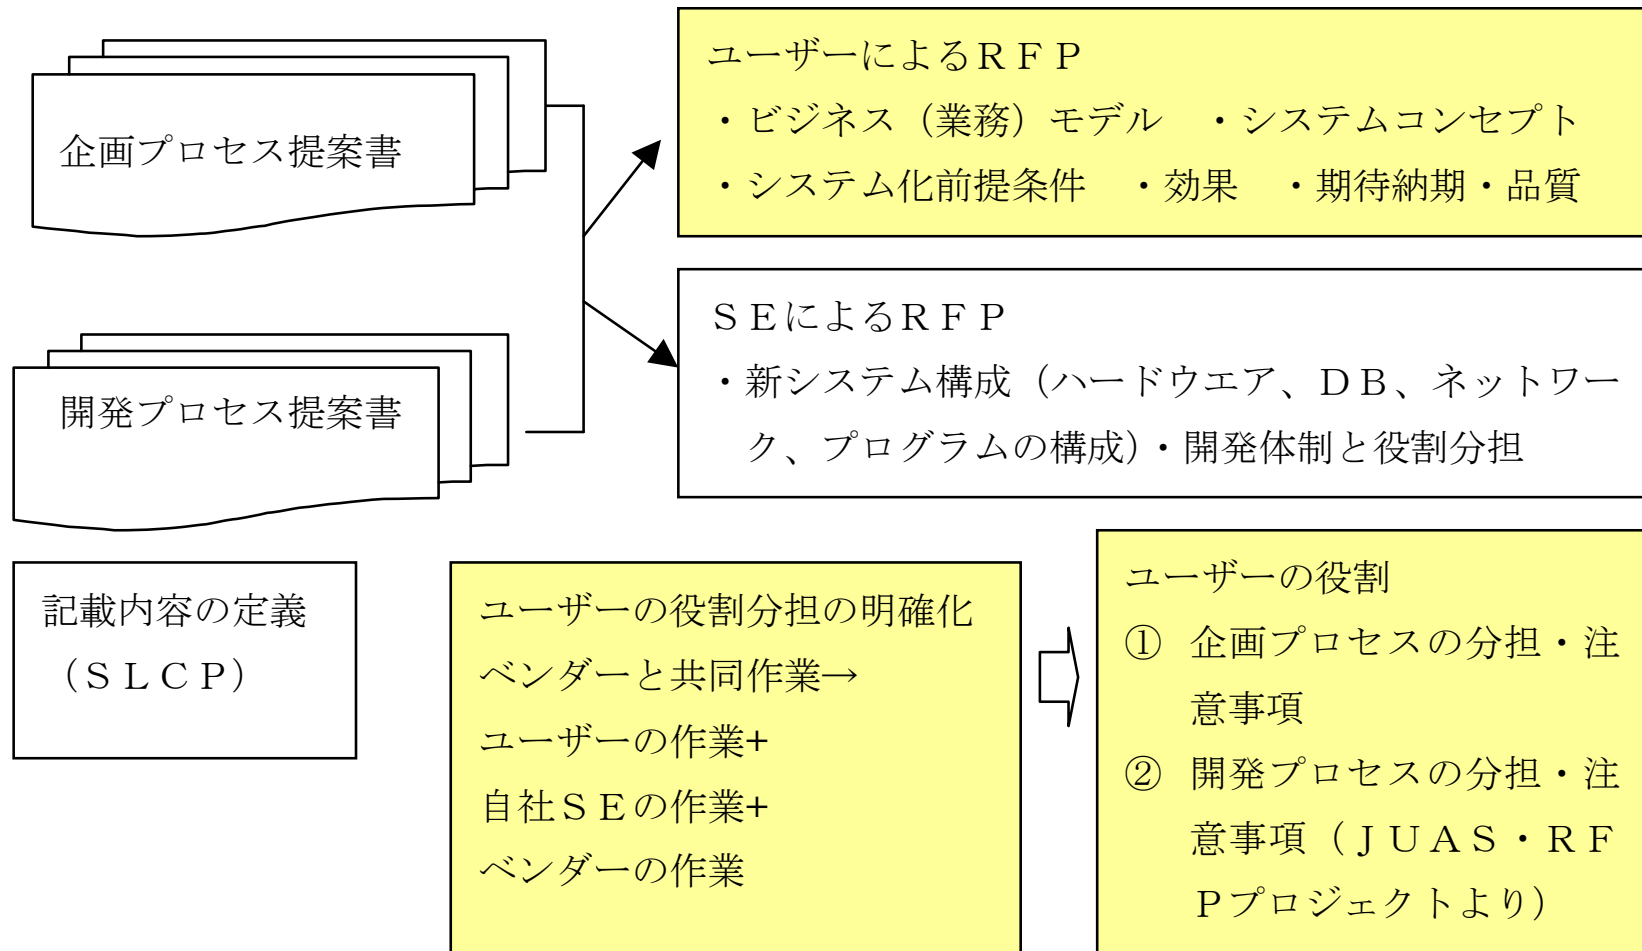 企画プロセス提案書
ユーザーによるＲＦＰ
・ビジネス（業務）モデル　・システムコンセプト
・システム化前提条件　・効果　・期待納期・品質
開発プロセス提案書
ＳＥによるＲＦＰ
・新システム構成（ハードウエア、ＤＢ、ネットワー
ク、プログラムの構成）・開発体制と役割分担
記載内容の定義
（ＳＬＣＰ）
ユーザーの役割分担の明確化
ベンダーと共同作業→
ユーザーの作業+
自社ＳＥの作業+
ベンダーの作業
ユーザーの役割
① 企画プロセスの分担・注
意事項
② 開発プロセスの分担・注
意事項（ＪＵＡＳ・ＲＦ
Ｐプロジェクトより）